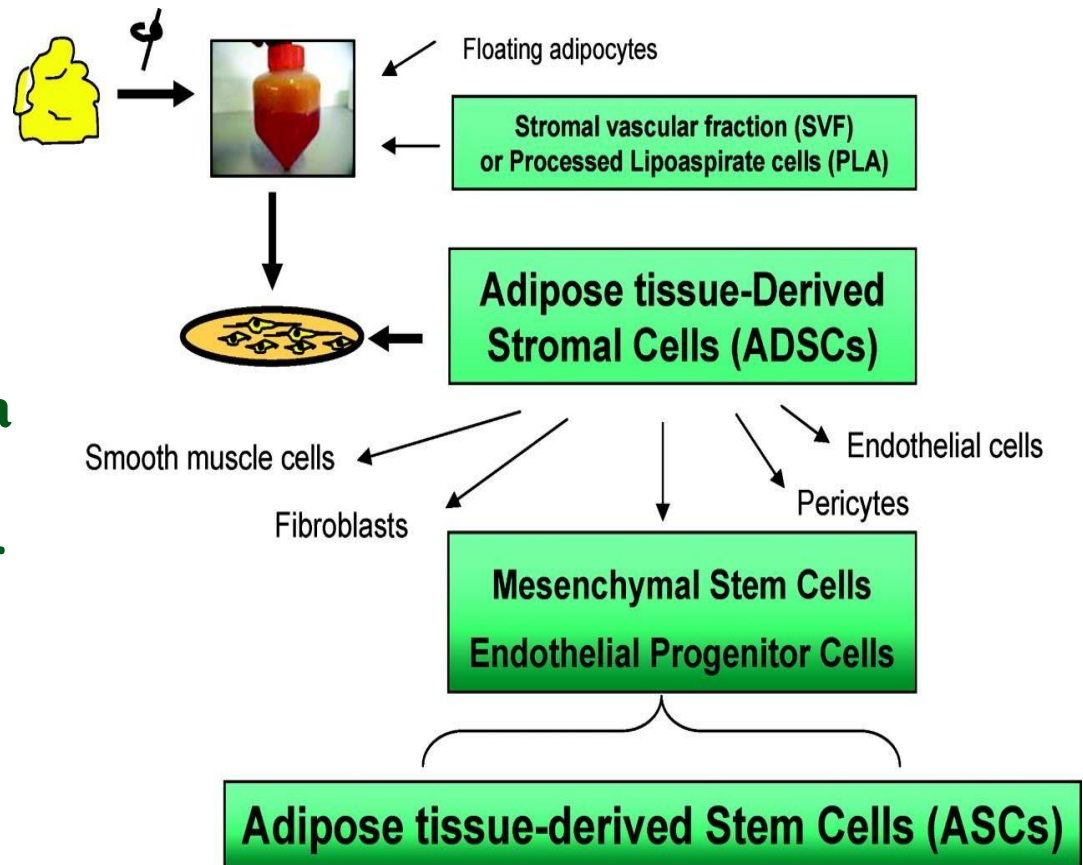 Floating adipocytes
Stromal vascular fraction (SVF)
or Processed Lipoaspirate cells (PLA)
Adipose tissue-Derived
Stromal Cells (ADSCs)
a
.
Smooth muscle cells
Fibroblasts
Endothelial cells
Pericytes
Mesenchymal Stem Cells
Endothelial Progenitor Cells
Adipose tissue-derived Stem Cells (ASCs)